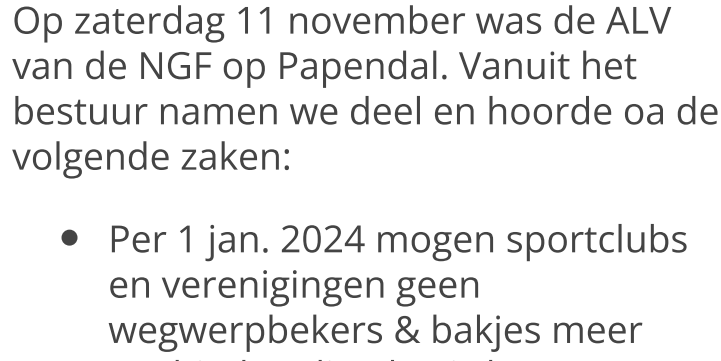 Op zaterdag 11 november was de ALV
van de NGF op Papendal. Vanuit het
bestuur namen we deel en hoorde oa de
volgende zaken:
• Per 1 jan. 2024 mogen sportclubs
en verenigingen geen
wegwerpbekers & bakjes meer